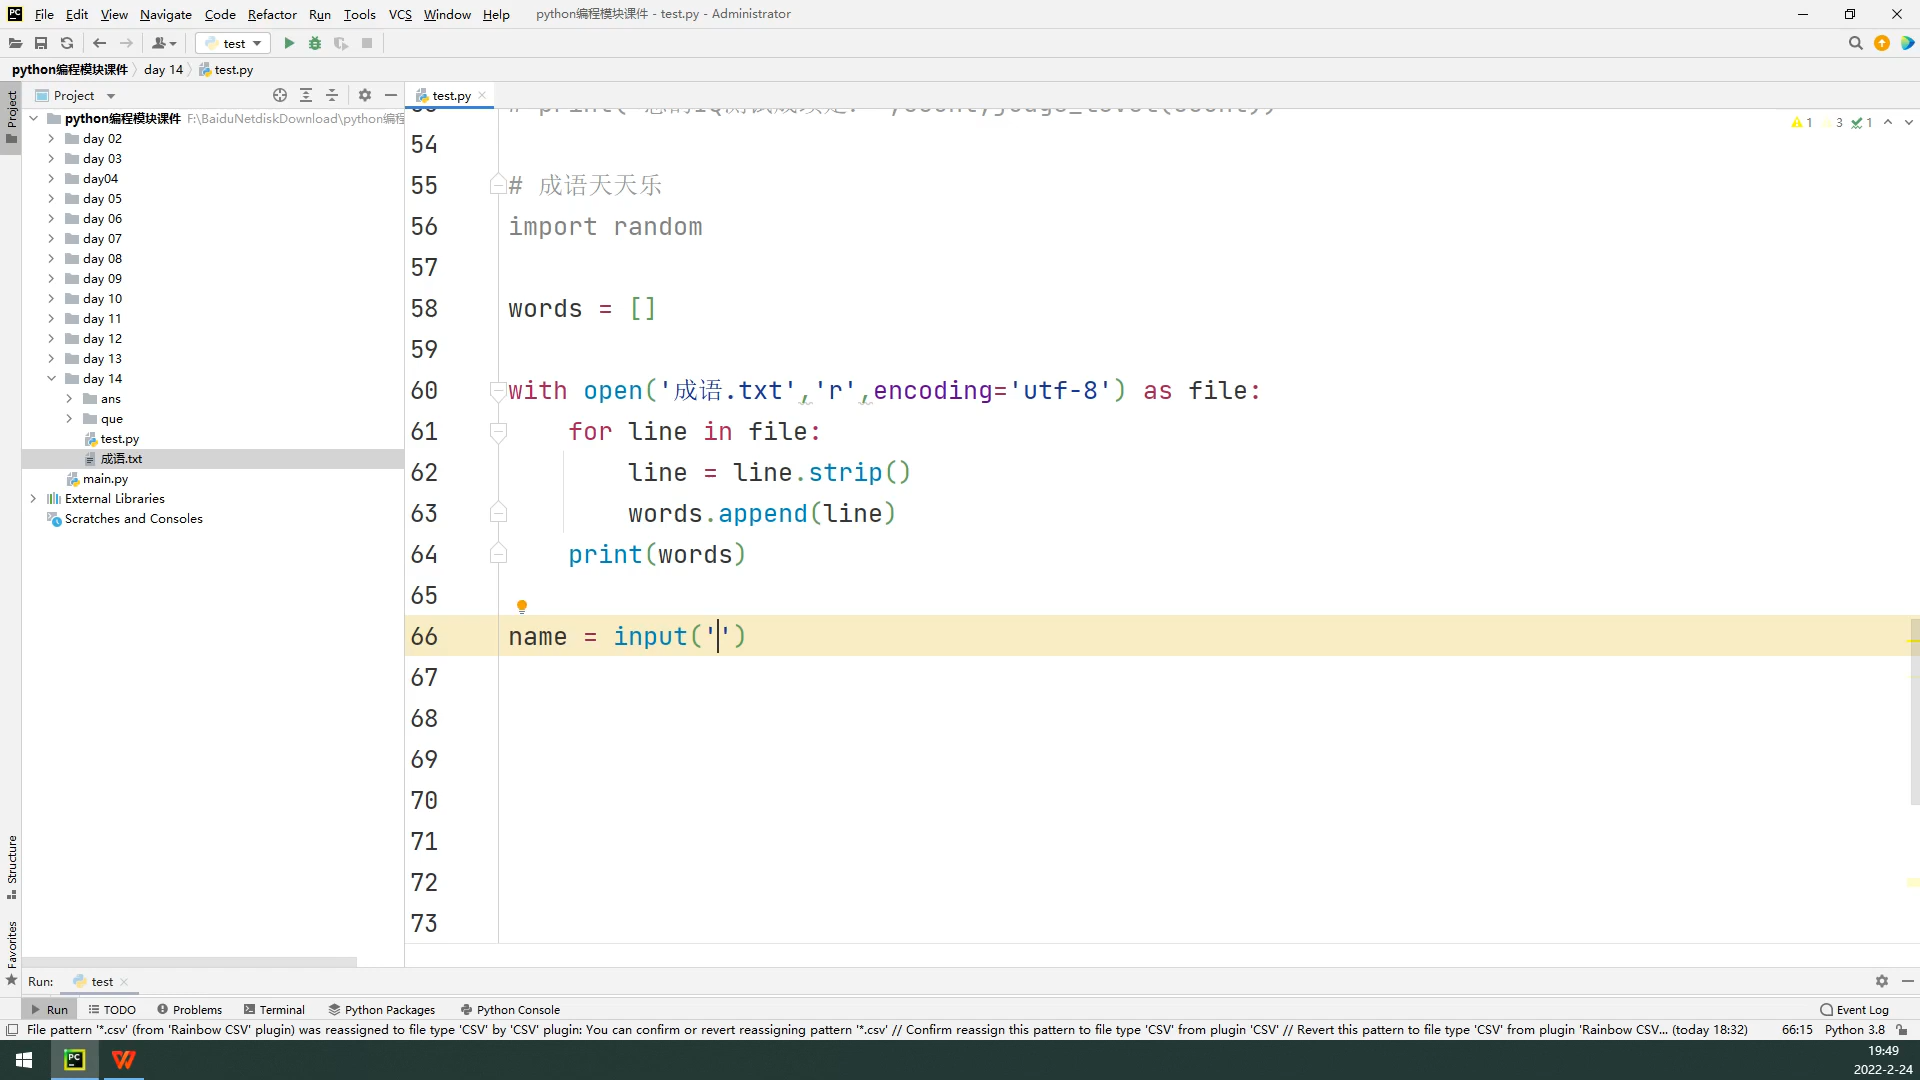 File Edit View Navigate Code Refactor Run Tools VCS Window Help python编程模块课件 - test.py - Administrator
test
python编程模块课件 day 14 test.py
Project
Project
test.py
python编程模块课件 F:\BaiduNetdiskDownload\python编程
day 02
day 03
day04
day 05
day 06
day 07
day 08
day 09
day 10
day 11
day 12
day 13
day 14
ans
que
test.py
成语.txt
main.py
External Libraries
Scratches and Consoles
Structure
Favorites
1 3 1
54
55 # 成语天天乐
56 import random
57
58 words = []
59
60 with open('成语.txt','r',encoding='utf-8') as file:
61 for line in file:
62 line = line.strip()
63 words.append(line)
64 print(words)
65
66 name = input('')
67
68
69
70
71
72
73
Run: test
Run TODO Problems Terminal Python Packages Python Console Event Log
File pattern '*.csv' (from 'Rainbow CSV' plugin) was reassigned to file type 'CSV' by 'CSV' plugin: You can confirm or revert reassigning pattern '*.csv' // Confirm reassign this pattern to file type 'CSV' from plugin 'CSV' // Revert this pattern to file type 'CSV' from plugin 'Rainbow CSV... (today 18:32) 66:15 Python 3.8
19:49
2022-2-24